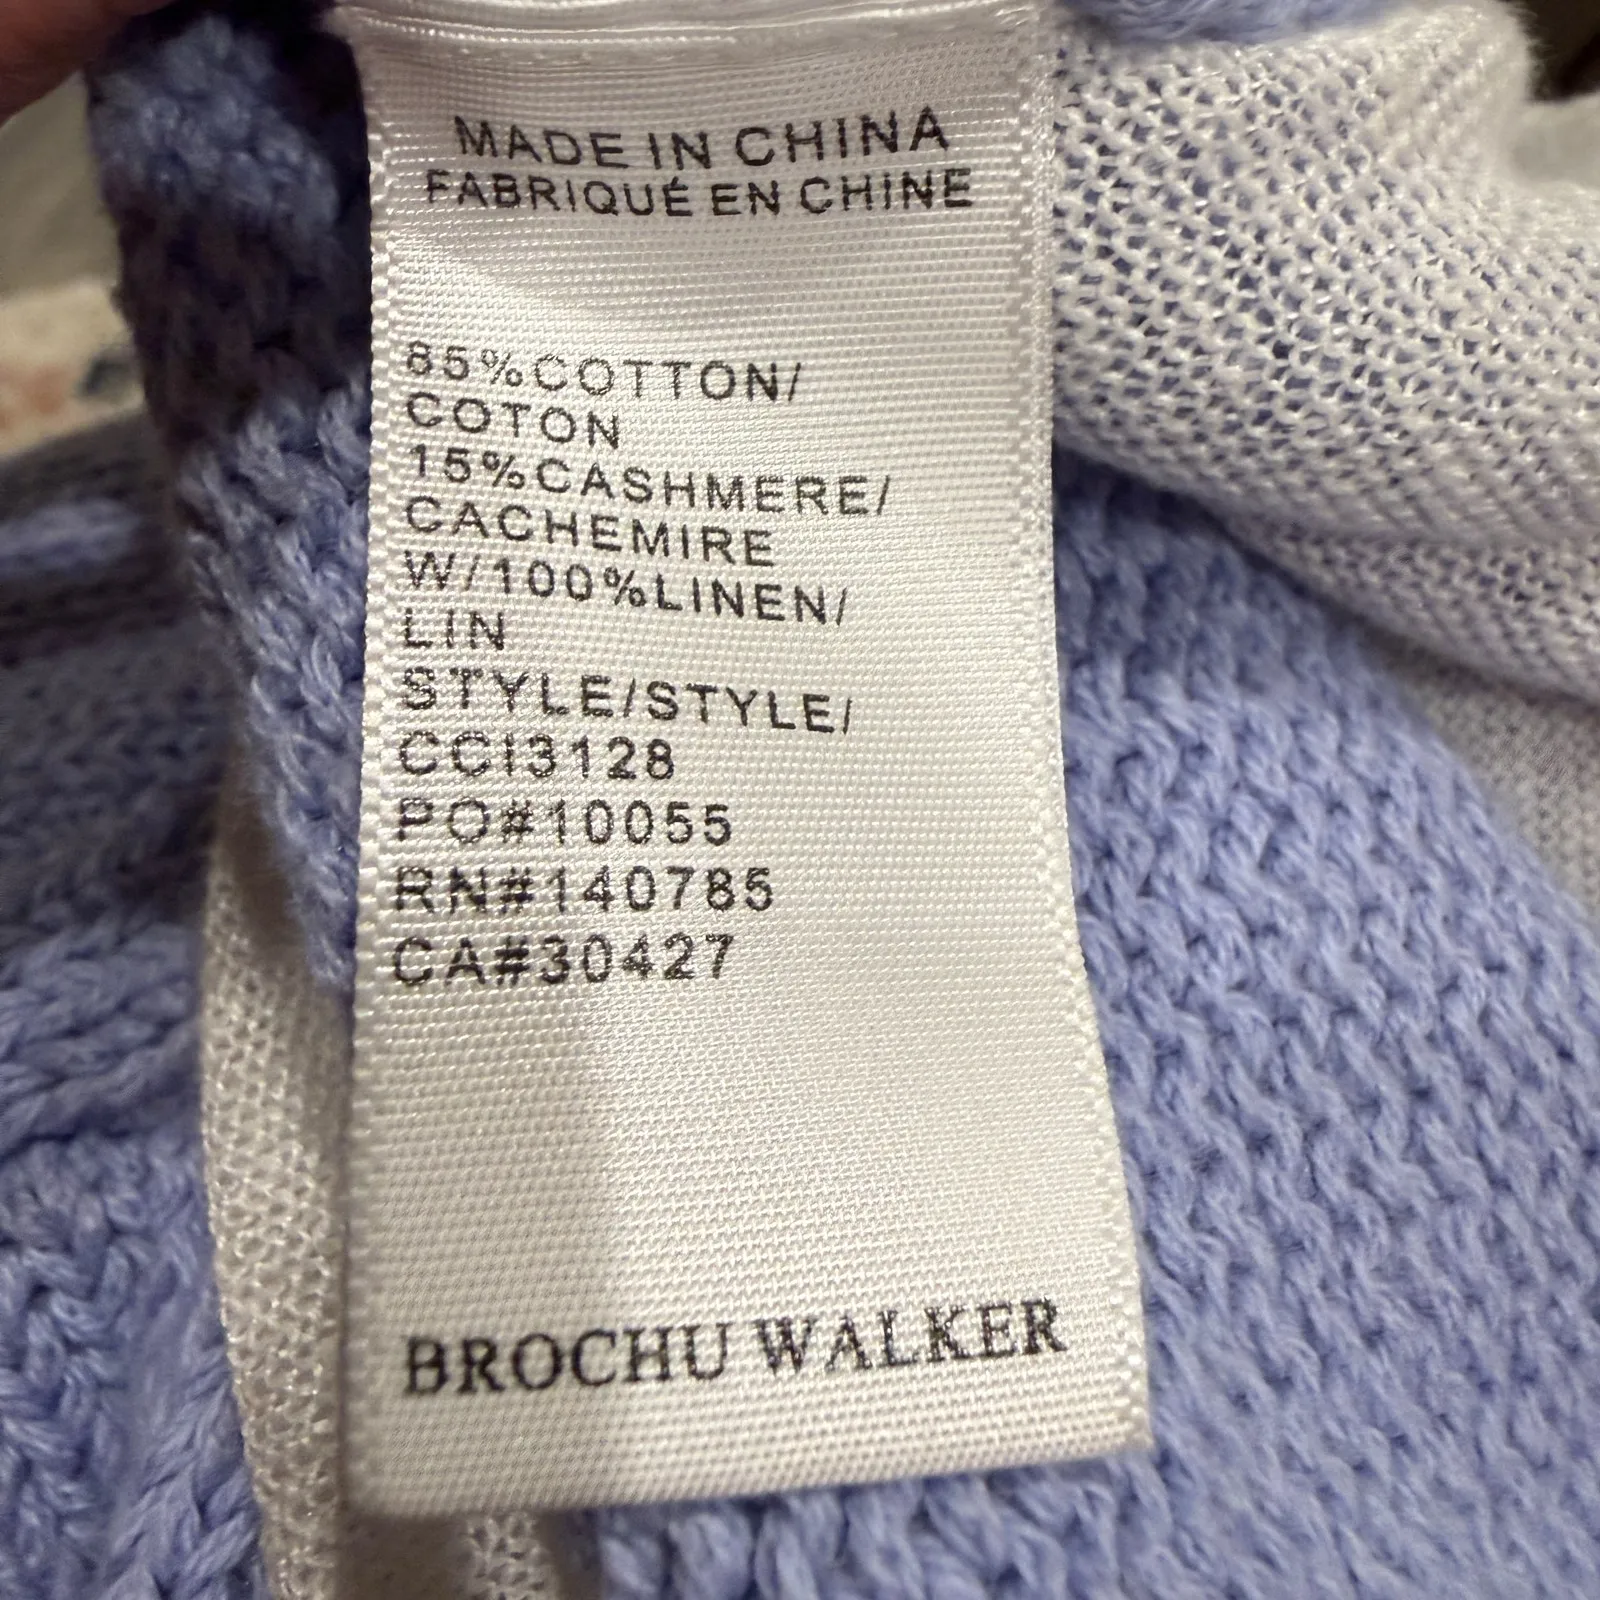 MADE IN CHINA
FABRIQUÉ EN CHINE
85%COTTON/
COTON
15%CASHMERE/
CACHEMIRE
W/100%LINEN/
LIN
STYLE/STYLE/
CCI3128
PO#10055
RN#140785
CA#30427
BROCHU WALKER